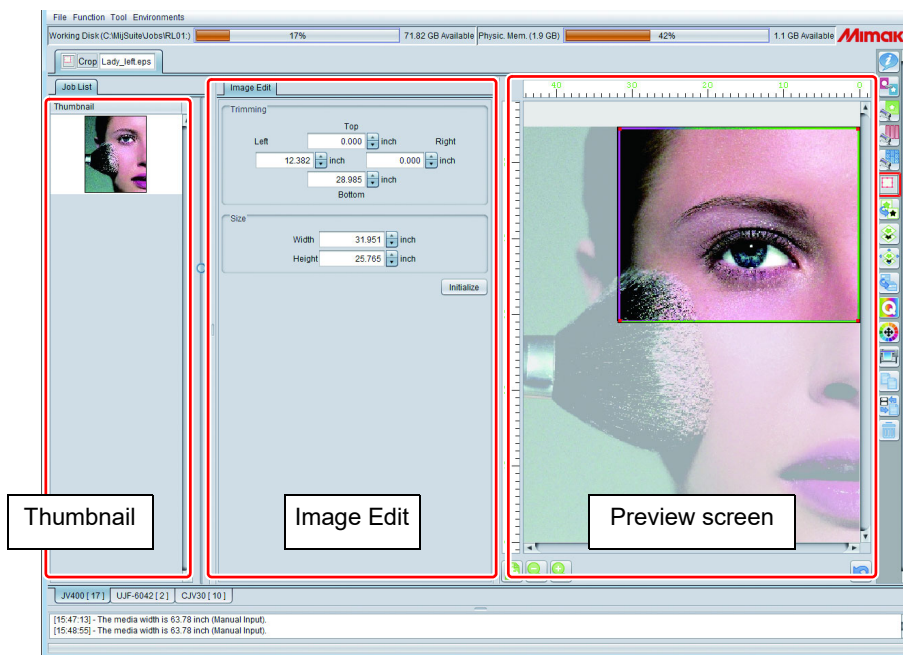 File Function Tool Environments
Working Disk (C:\MijSuite\Jobs\RL01:) 17% 71.82 GB Available Physic. Mem. (1.9 GB) 42% 1.1 GB Available Mimaki
Crop Lady_left.eps
Job List Image Edit
40 30 20 10 0
Thumbnail
Trimming
Top
Left 0.000 inch Right
12.382 inch 0.000 inch
28.985 inch
Bottom
Size
Width 31.951 inch
Height 25.765 inch
Initialize
Thumbnail Image Edit Preview screen
JV400 [ 17 ] UJF-6042 [ 2 ] CJV30 [ 10 ]
[15:47:13] - The media width is 63.78 inch (Manual Input).
[15:48:55] - The media width is 63.78 inch (Manual Input).